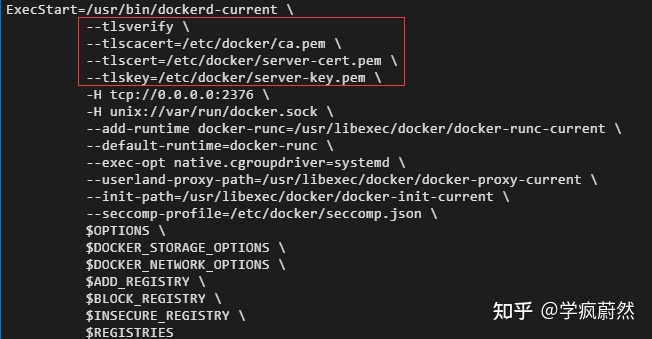 ExecStart=/usr/bin/dockerd-current \
--tlsverify \
--tlscacert=/etc/docker/ca.pem \
--tlscert=/etc/docker/server-cert.pem \
--tlskey=/etc/docker/server-key.pem \
-H tcp://0.0.0.0:2376 \
-H unix://var/run/docker.sock \
--add-runtime docker-runc=/usr/libexec/docker/docker-runc-current \
--default-runtime=docker-runc \
--exec-opt native.cgroupdriver=systemd \
--userland-proxy-path=/usr/libexec/docker/docker-proxy-current \
--init-path=/usr/libexec/docker/docker-init-current \
--seccomp-profile=/etc/docker/seccomp.json \
$OPTIONS \
$DOCKER_STORAGE_OPTIONS \
$DOCKER_NETWORK_OPTIONS \
$ADD_REGISTRY \
$BLOCK_REGISTRY \
$INSECURE_REGISTRY \
$REGISTRIES
知乎 @学疯蔚然